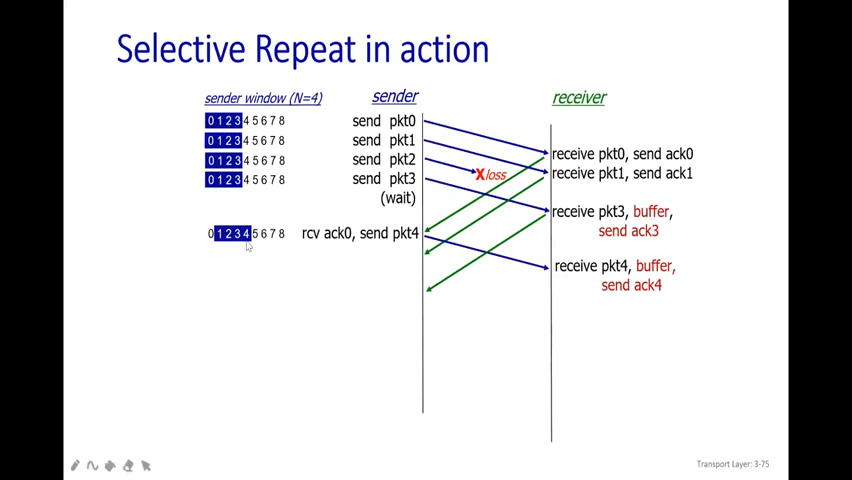 Selective Repeat in action
sender window (N=4)
sender
receiver
0 1 2 3 4 5 6 7 8
send pkt0
0 1 2 3 4 5 6 7 8
send pkt1
0 1 2 3 4 5 6 7 8
send pkt2
0 1 2 3 4 5 6 7 8
send pkt3
(wait)
X loss
receive pkt0, send ack0
receive pkt1, send ack1
receive pkt3, buffer,
send ack3
0 1 2 3 4 5 6 7 8
rcv ack0, send pkt4
receive pkt4, buffer,
send ack4
Transport Layer: 3-75